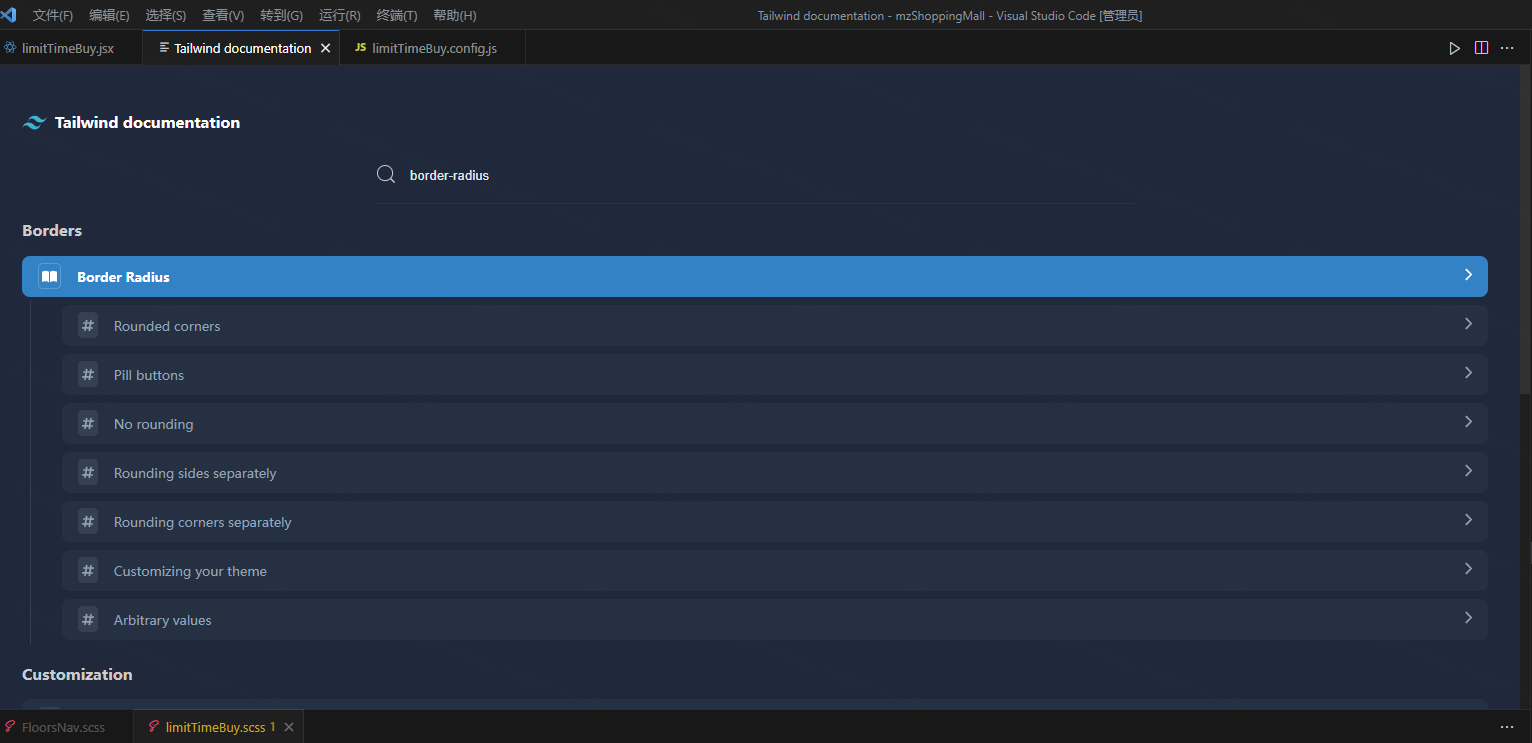 文件(F) 编辑(E) 选择(S) 查看(V) 转到(G) 运行(R) 终端(T) 帮助(H) Tailwind documentation - mzShoppingMall - Visual Studio Code [管理员]
limitTimeBuy.jsx Tailwind documentation JS limitTimeBuy.config.js
Tailwind documentation
border-radius
Borders
Border Radius
# Rounded corners
# Pill buttons
# No rounding
# Rounding sides separately
# Rounding corners separately
# Customizing your theme
# Arbitrary values
Customization
FloorsNav.scss limitTimeBuy.scss 1